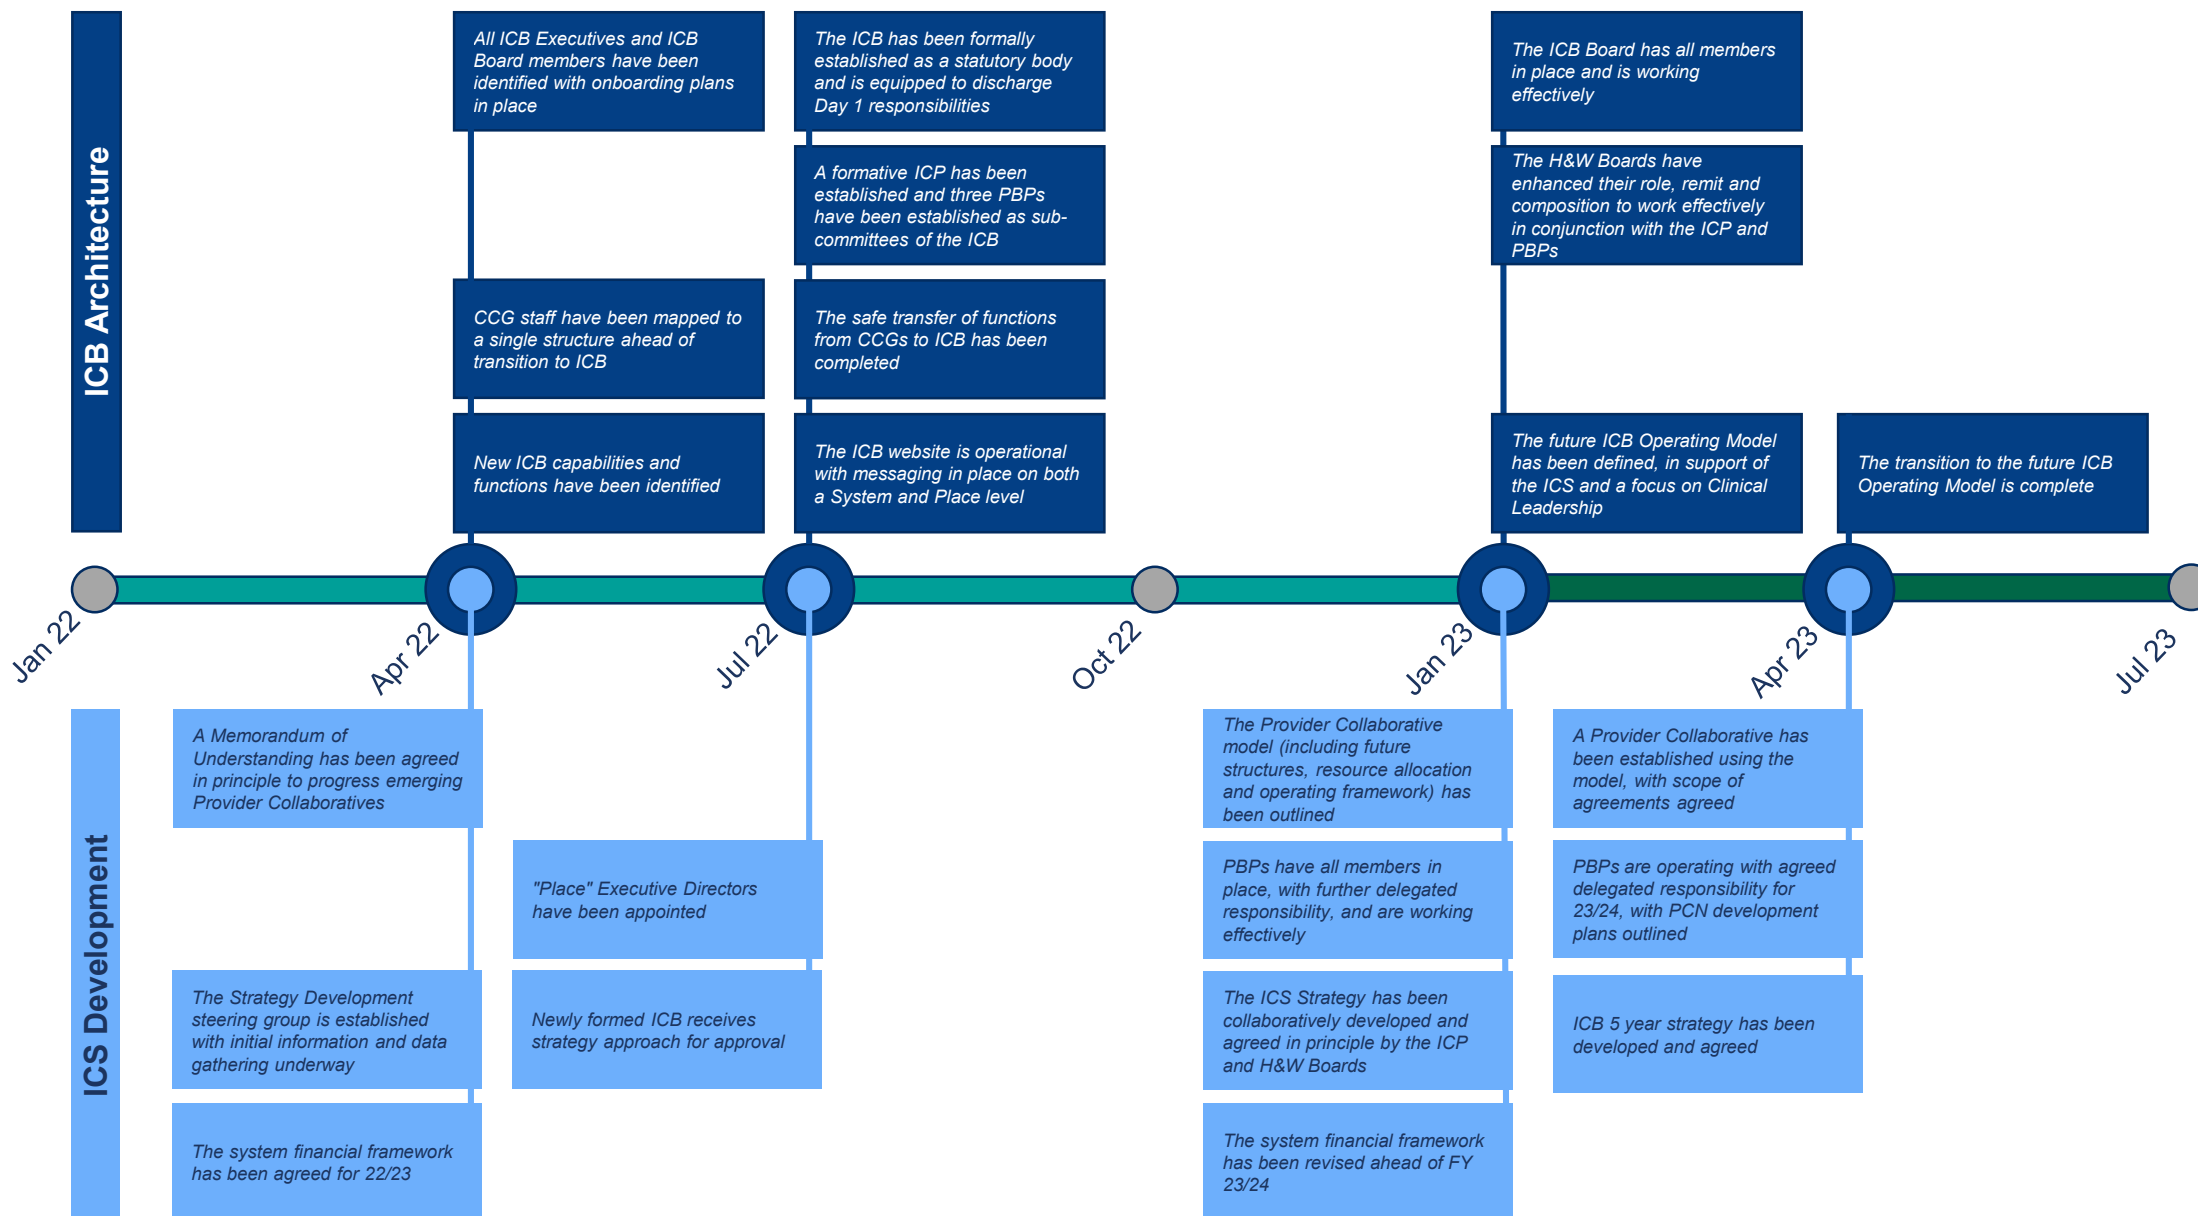 ICB Architecture
All ICB Executives and ICB
Board members have been
identified with onboarding plans
in place
CCG staff have been mapped to
a single structure ahead of
transition to ICB
New ICB capabilities and
functions have been identified
The ICB has been formally
established as a statutory body
and is equipped to discharge
Day 1 responsibilities
A formative ICP has been
established and three PBPs
have been established as sub-
committees of the ICB
The safe transfer of functions
from CCGs to ICB has been
completed
The ICB website is operational
with messaging in place on both
a System and Place level
The ICB Board has all members
in place and is working
effectively
The H&W Boards have
enhanced their role, remit and
composition to work effectively
in conjunction with the ICP and
PBPs
The future ICB Operating Model
has been defined, in support of
the ICS and a focus on Clinical
Leadership
The transition to the future ICB
Operating Model is complete
Jan 22
Apr 22
Jul 22
Oct 22
Jan 23
Apr 23
Jul 23
ICS Development
A Memorandum of
Understanding has been agreed
in principle to progress emerging
Provider Collaboratives
The Strategy Development
steering group is established
with initial information and data
gathering underway
The system financial framework
has been agreed for 22/23
"Place" Executive Directors
have been appointed
Newly formed ICB receives
strategy approach for approval
The Provider Collaborative
model (including future
structures, resource allocation
and operating framework) has
been outlined
PBPs have all members in
place, with further delegated
responsibility, and are working
effectively
The ICS Strategy has been
collaboratively developed and
agreed in principle by the ICP
and H&W Boards
The system financial framework
has been revised ahead of FY
23/24
A Provider Collaborative has
been established using the
model, with scope of
agreements agreed
PBPs are operating with agreed
delegated responsibility for
23/24, with PCN development
plans outlined
ICB 5 year strategy has been
developed and agreed